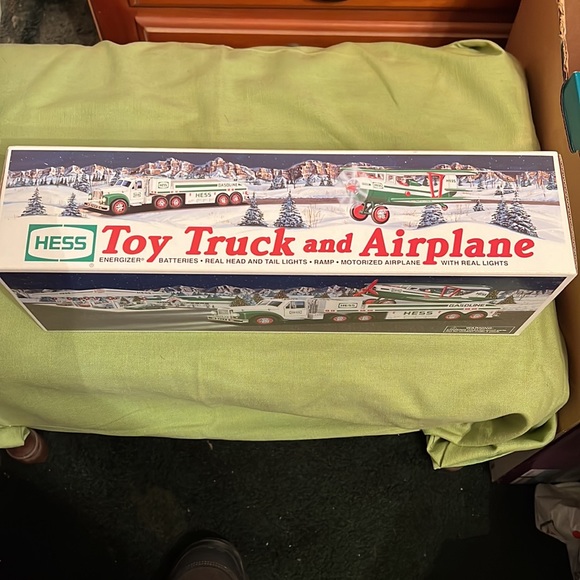 HESS
GASOLINE
HESS
HESS Toy Truck and Airplane
ENERGIZER® BATTERIES • REAL HEAD AND TAIL LIGHTS • RAMP • MOTORIZED AIRPLANE WITH REAL LIGHTS
GASOLINE
HESS
WARNING